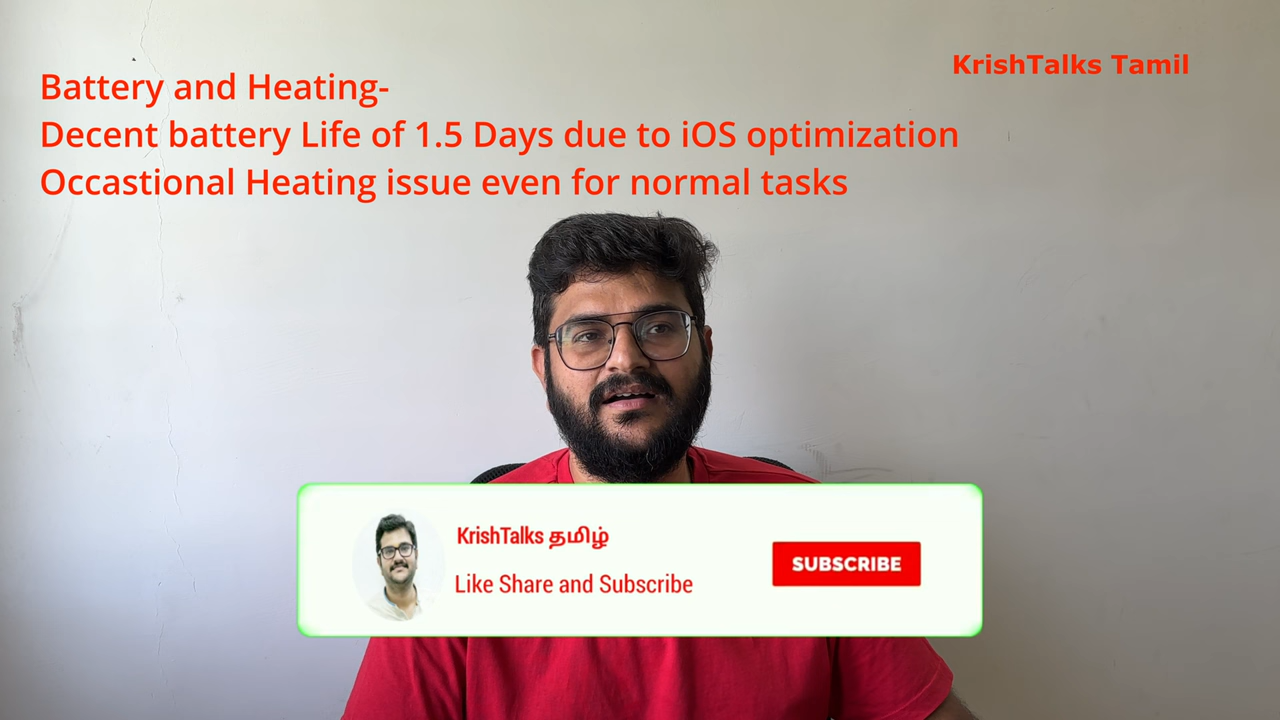 KrishTalks Tamil
Battery and Heating-
Decent battery Life of 1.5 Days due to iOS optimization
Occastional Heating issue even for normal tasks
KrishTalks தமிழ்
Like Share and Subscribe
SUBSCRIBE